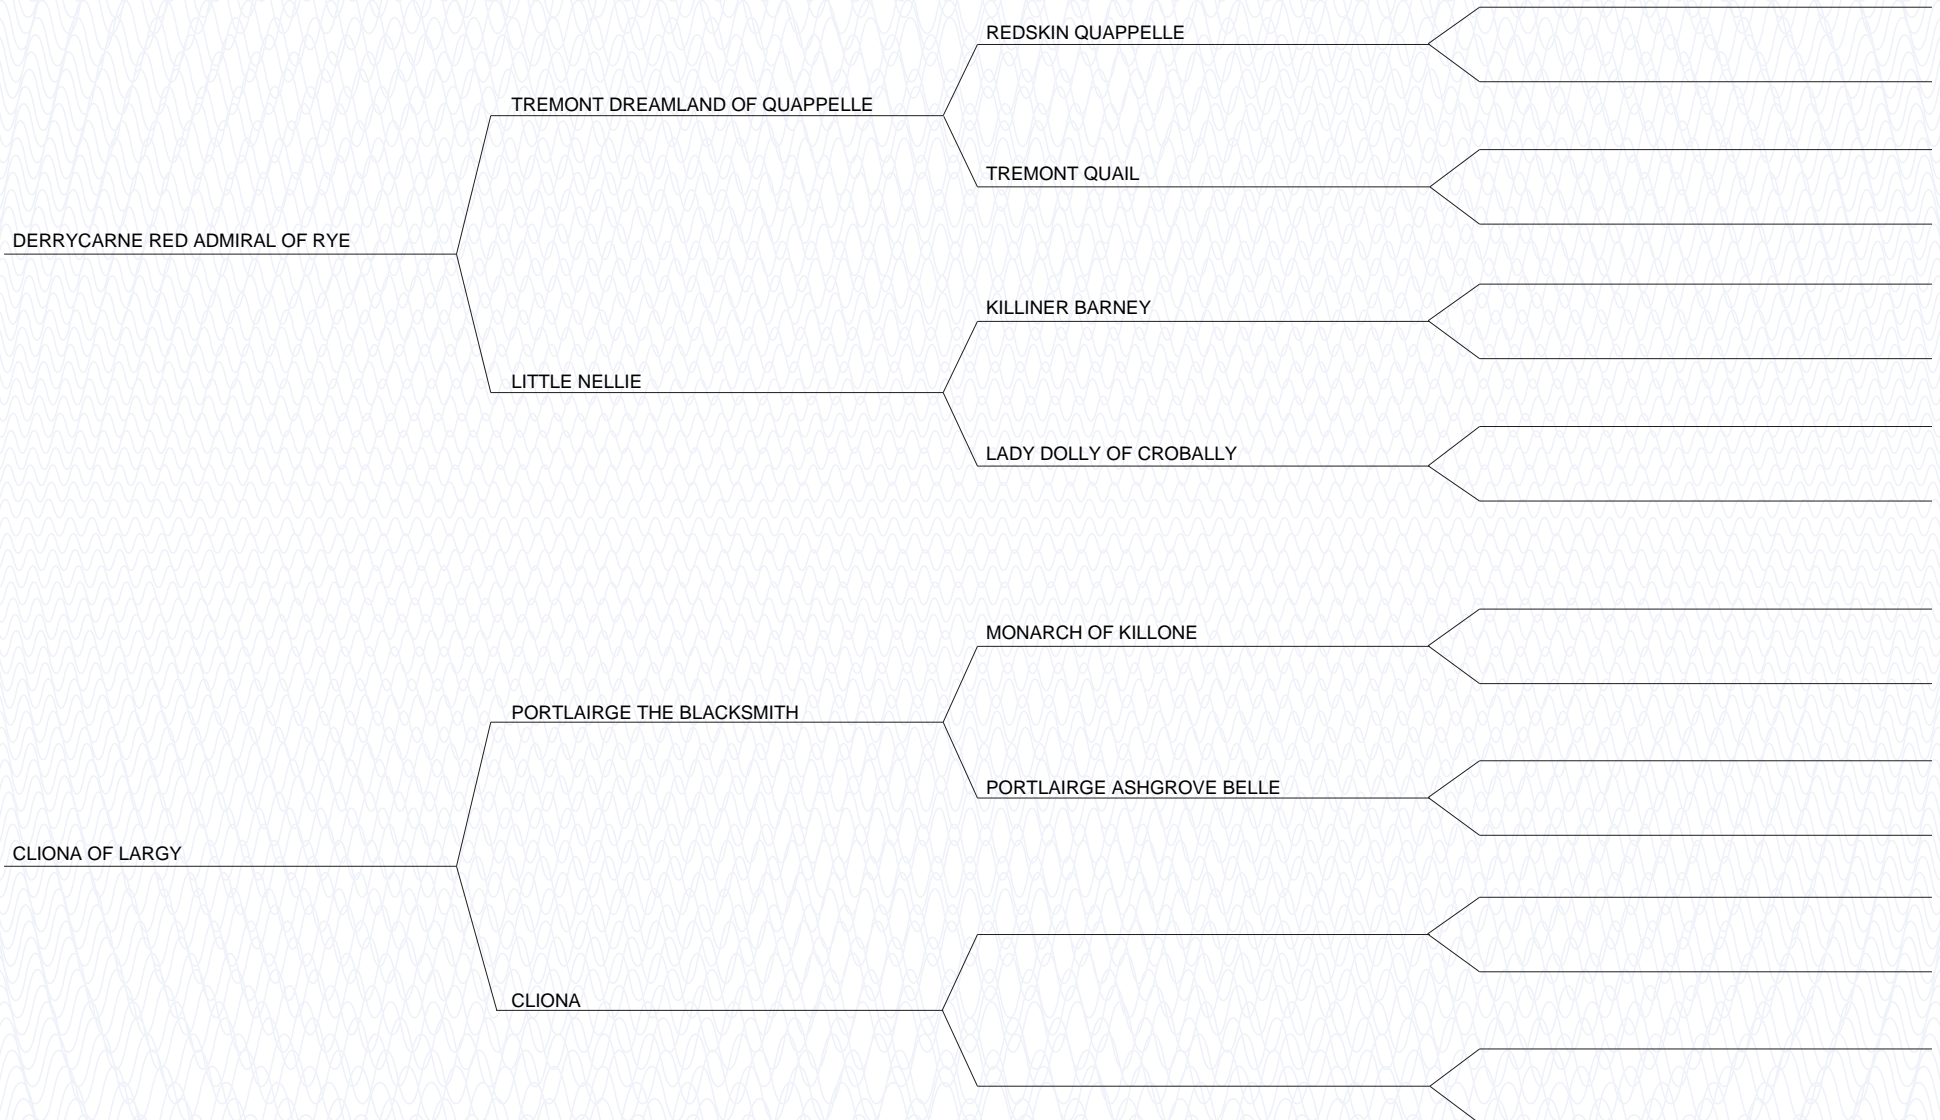 REDSKIN QUAPPELLE
TREMONT DREAMLAND OF QUAPPELLE
TREMONT QUAIL
DERRYCARNE RED ADMIRAL OF RYE
KILLINER BARNEY
LITTLE NELLIE
LADY DOLLY OF CROBALLY
MONARCH OF KILLONE
PORTLAIRGE THE BLACKSMITH
PORTLAIRGE ASHGROVE BELLE
CLIONA OF LARGY
CLIONA